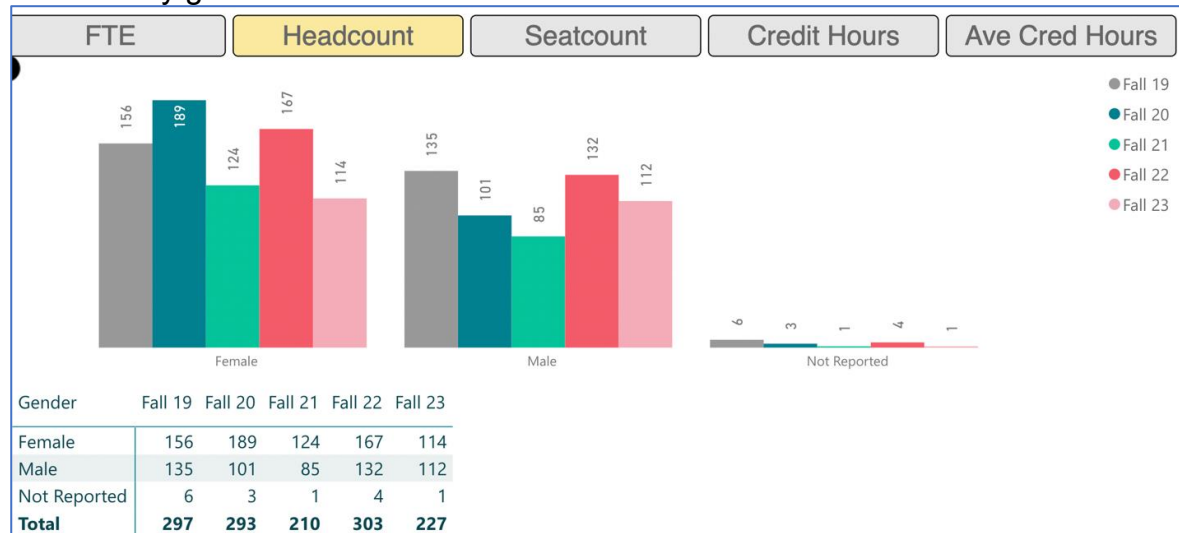 FTE Headcount Seatcount Credit Hours Ave Cred Hours
Fall 19
Fall 20
Fall 21
Fall 22
Fall 23
156 189 124 167 114
135 101 85 132 112
6 3 1 4 1
Female Male Not Reported
Gender Fall 19 Fall 20 Fall 21 Fall 22 Fall 23
Female 156 189 124 167 114
Male 135 101 85 132 112
Not Reported 6 3 1 4 1
Total 297 293 210 303 227